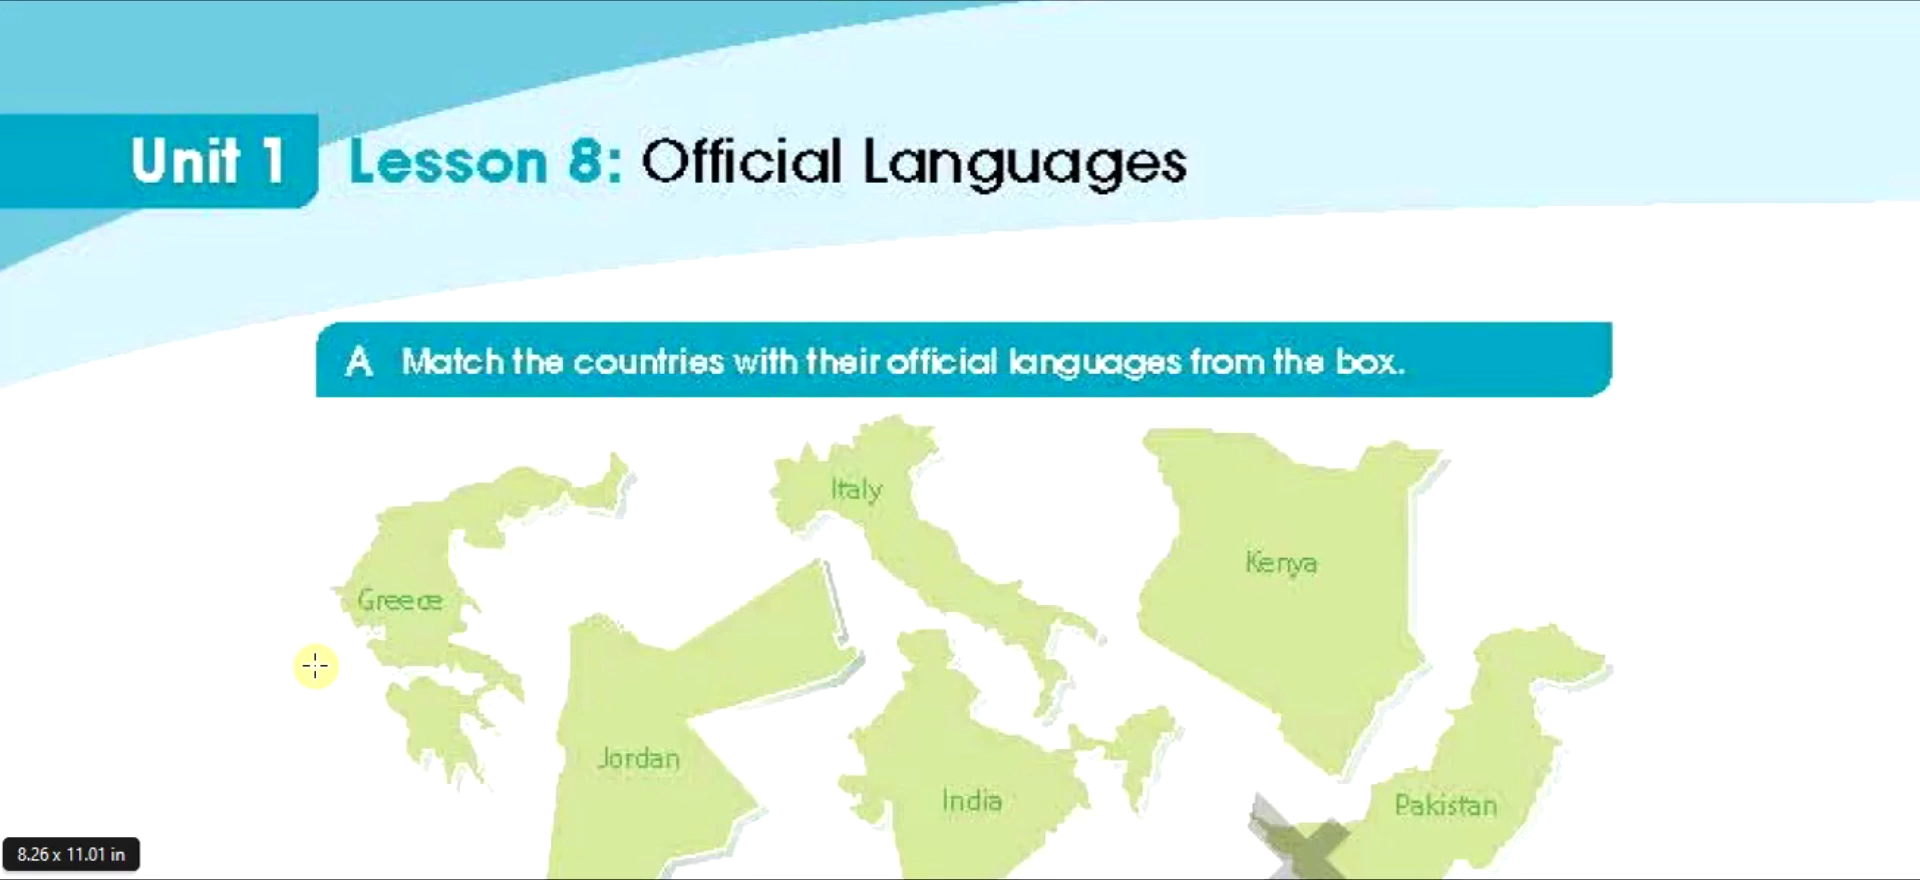 Unit 1 Lesson 8: Official Languages
A Match the countries with their official languages from the box.
Italy
Kenya
Greece
Jordan
India
Pakistan
8.26 x 11.01 in